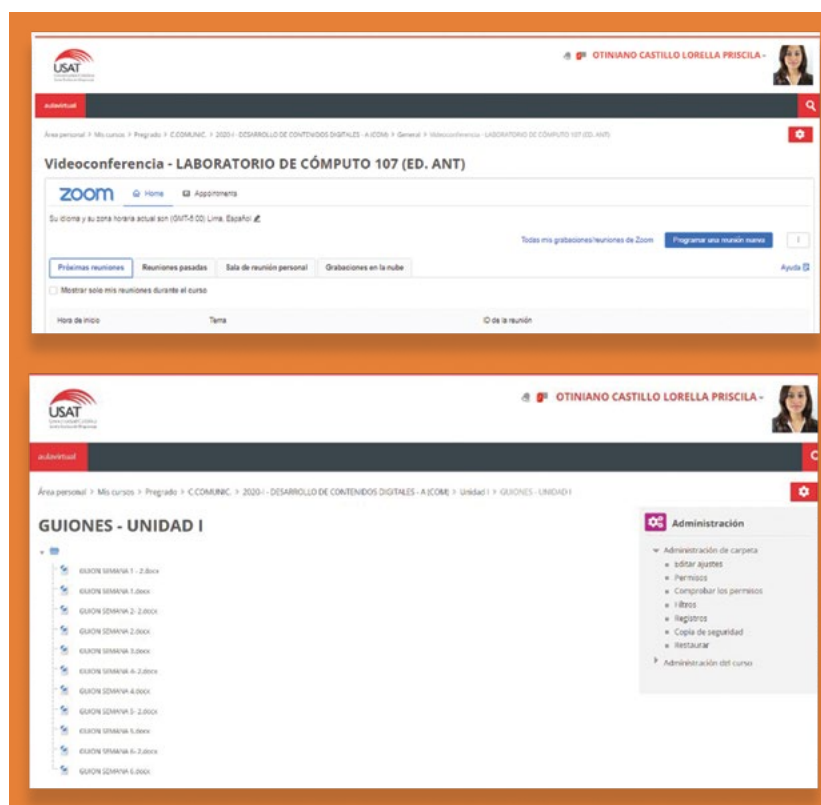 USAT
OTINIANO CASTILLO LORELLA PRISCILA
aulavirtual
Área personal > Mis cursos > Pregrado > C.COMUNIC. > 2020-I - DESARROLLO DE CONTENIDOS DIGITALES - A (COM) > General > Videoconferencia - LABORATORIO DE CÓMPUTO 107 (ED. ANT)
Videoconferencia - LABORATORIO DE CÓMPUTO 107 (ED. ANT)
zoom Home Appointments
Su idioma y su zona horaria actual son (GMT-5:00) Lima, Español
Todas mis grabaciones/reuniones de Zoom Programar una reunión nueva
Próximas reuniones Reuniones pasadas Sala de reunión personal Grabaciones en la nube Ayuda
Mostrar solo mis reuniones durante el curso
Hora de inicio Tema ID de la reunión
USAT
OTINIANO CASTILLO LORELLA PRISCILA
aulavirtual
Área personal > Mis cursos > Pregrado > C.COMUNIC. > 2020-I - DESARROLLO DE CONTENIDOS DIGITALES - A (COM) > Unidad I > GUIONES - UNIDAD I
GUIONES - UNIDAD I
GUION SEMANA 1 - 2.docx
GUION SEMANA 1.docx
GUION SEMANA 2- 2.docx
GUION SEMANA 2.docx
GUION SEMANA 3.docx
GUION SEMANA 4- 2.docx
GUION SEMANA 4.docx
GUION SEMANA 5- 2.docx
GUION SEMANA 5.docx
GUION SEMANA 6- 2.docx
GUION SEMANA 6.docx
Administración
Administración de carpeta
Editar ajustes
Permisos
Comprobar los permisos
Filtros
Registros
Copia de seguridad
Restaurar
Administración del curso